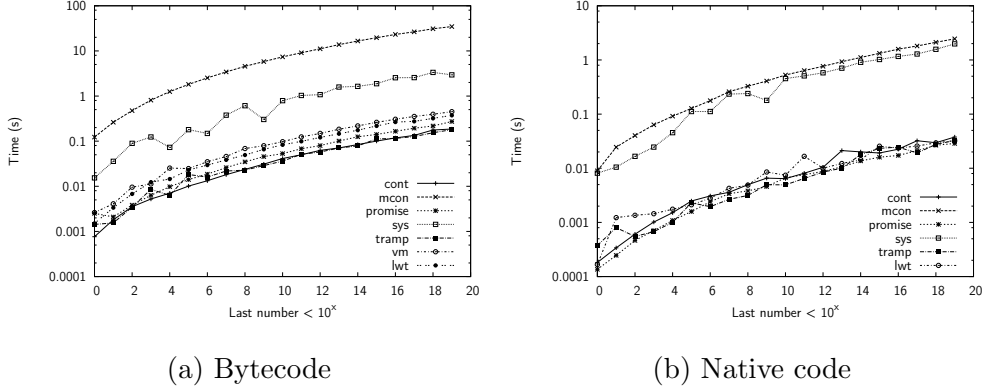 100
10
1
0.1
0.01
0.001
0.0001
0 2 4 6 8 10 12 14 16 18 20
Time (s)
Last number < 10^x
cont
mcon
promise
sys
tramp
vm
lwt
(a) Bytecode
10
1
0.1
0.01
0.001
0.0001
0 2 4 6 8 10 12 14 16 18 20
Time (s)
Last number < 10^x
cont
mcon
promise
sys
tramp
lwt
(b) Native code